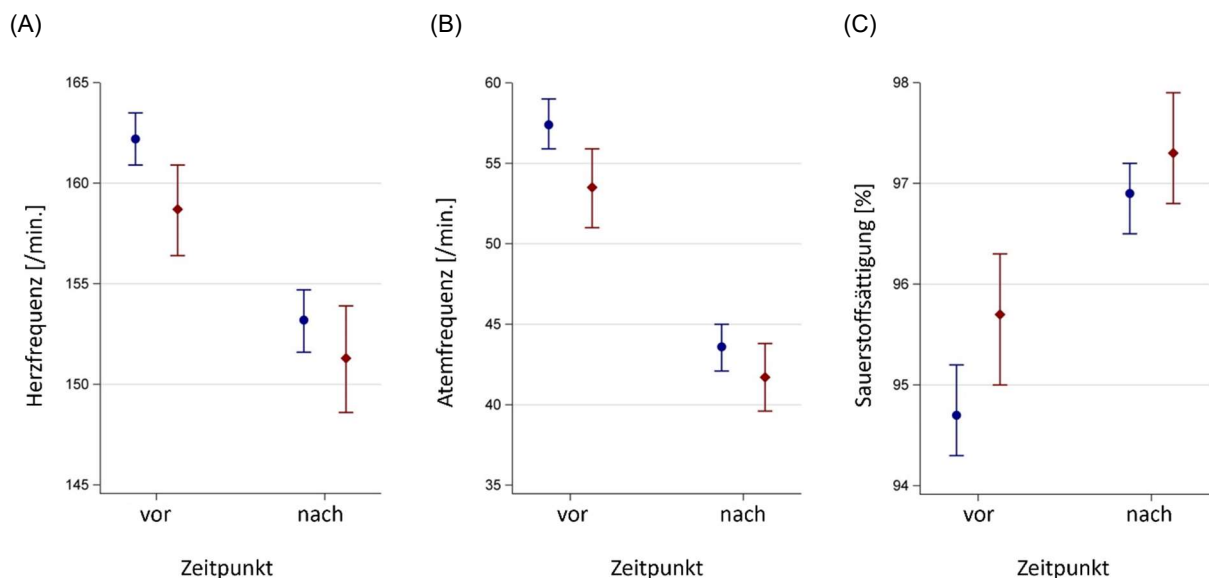 (A)
(B)
(C)
165
160
155
150
145
Herzfrequenz [/min.]
vor
nach
Zeitpunkt
60
55
50
45
40
35
Atemfrequenz [/min.]
vor
nach
Zeitpunkt
98
97
96
95
94
Sauerstoffsättigung [%]
vor
nach
Zeitpunkt